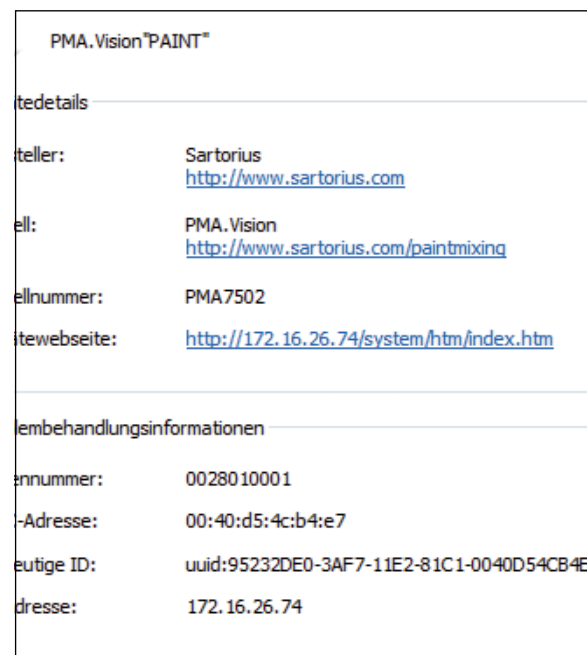 PMA.Vision"PAINT"
tedetails
teller: Sartorius
http://www.sartorius.com
ell: PMA.Vision
http://www.sartorius.com/paintmixing
ellnummer: PMA7502
tewebseite: http://172.16.26.74/system/htm/index.htm
lembehandlungsinformationen
ennummer: 0028010001
-Adresse: 00:40:d5:4c:b4:e7
eutige ID: uuid:95232DE0-3AF7-11E2-81C1-0040D54CB4E
dresse: 172.16.26.74